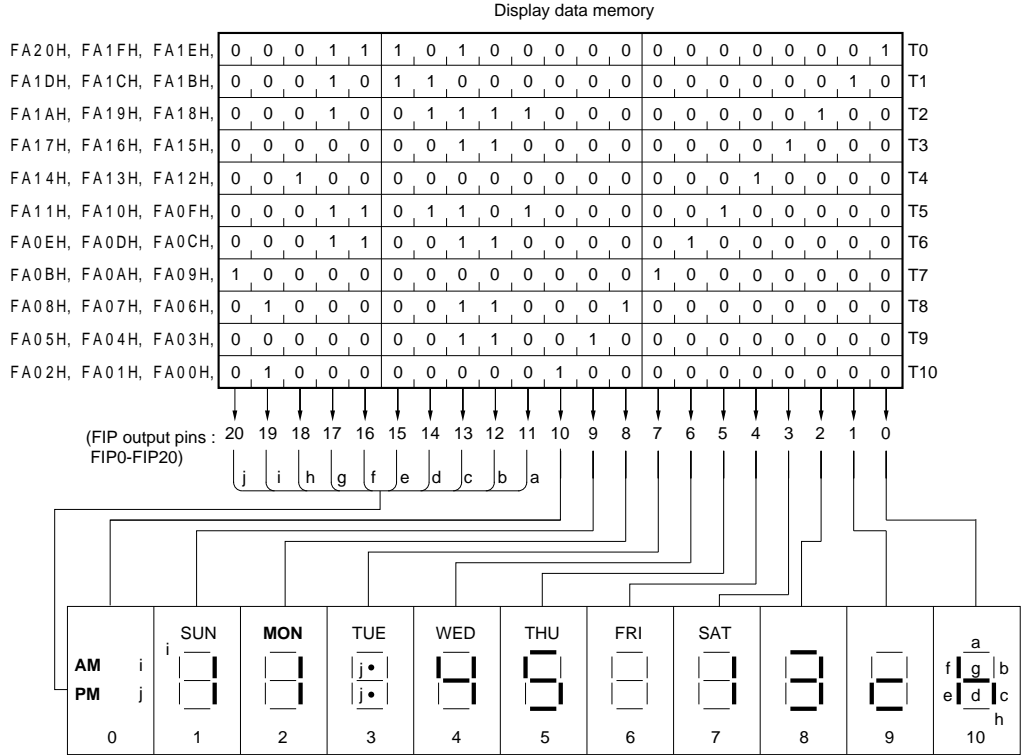 Display data memory
FA20H, FA1FH, FA1EH, 0 0 0 1 1 1 0 1 0 0 0 0 0 0 0 0 0 0 0 0 1 T0
FA1DH, FA1CH, FA1BH, 0 0 0 1 0 1 1 0 0 0 0 0 0 0 0 0 0 0 0 1 0 T1
FA1AH, FA19H, FA18H, 0 0 0 1 0 0 1 1 1 1 0 0 0 0 0 0 0 0 1 0 0 T2
FA17H, FA16H, FA15H, 0 0 0 0 0 0 0 1 1 0 0 0 0 0 0 0 0 1 0 0 0 T3
FA14H, FA13H, FA12H, 0 0 1 0 0 0 0 0 0 0 0 0 0 0 0 0 1 0 0 0 0 T4
FA11H, FA10H, FA0FH, 0 0 0 1 1 0 1 1 0 1 0 0 0 0 0 1 0 0 0 0 0 T5
FA0EH, FA0DH, FA0CH, 0 0 0 1 1 0 0 1 1 0 0 0 0 0 1 0 0 0 0 0 0 T6
FA0BH, FA0AH, FA09H, 1 0 0 0 0 0 0 0 0 0 0 0 0 1 0 0 0 0 0 0 0 T7
FA08H, FA07H, FA06H, 0 1 0 0 0 0 0 1 1 0 0 0 1 0 0 0 0 0 0 0 0 T8
FA05H, FA04H, FA03H, 0 0 0 0 0 0 0 1 1 0 0 1 0 0 0 0 0 0 0 0 0 T9
FA02H, FA01H, FA00H, 0 1 0 0 0 0 0 0 0 0 1 0 0 0 0 0 0 0 0 0 0 T10
(FIP output pins : 20 19 18 17 16 15 14 13 12 11 10 9 8 7 6 5 4 3 2 1 0
FIP0-FIP20)
j i h g f e d c b a
SUN MON TUE WED THU FRI SAT
AM i i j a f g b
PM j j e d c h
0 1 2 3 4 5 6 7 8 9 10